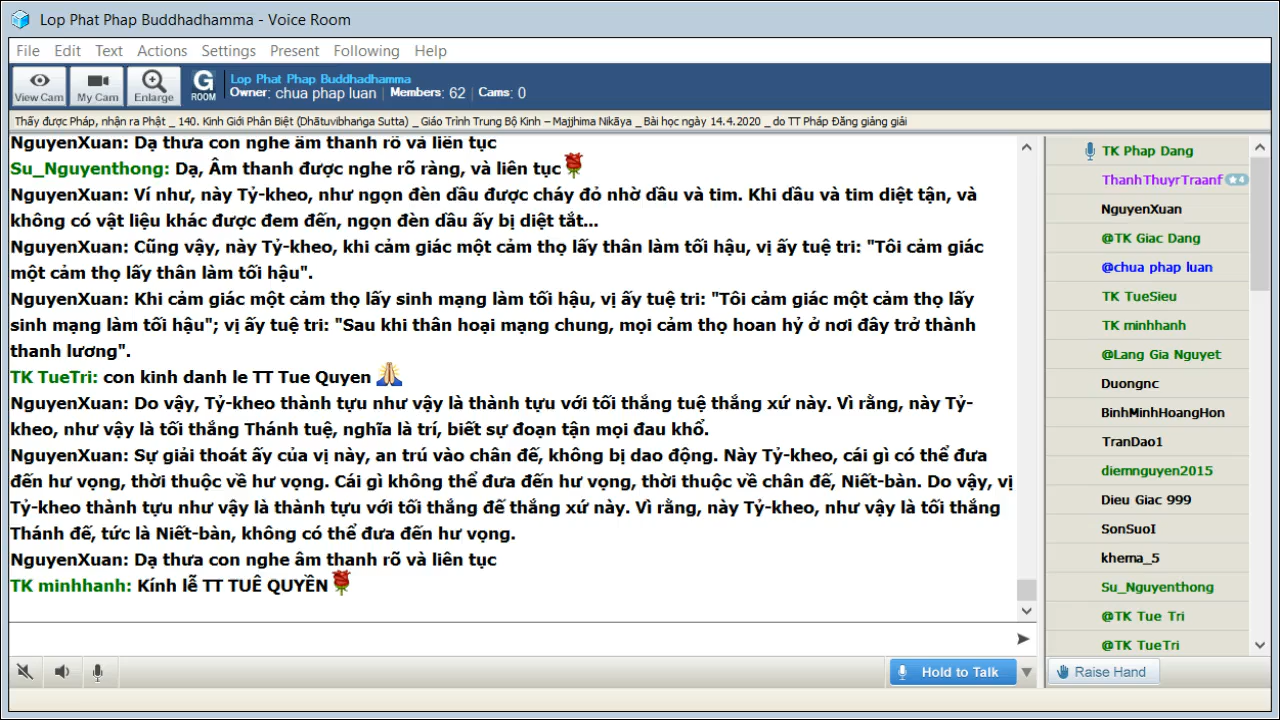 Lop Phat Phap Buddhadhamma - Voice Room
File Edit Text Actions Settings Present Following Help
View Cam My Cam Enlarge G ROOM
Lop Phat Phap Buddhadhamma
Owner: chua phap luan | Members: 62 | Cams: 0
Thấy được Pháp, nhận ra Phật _ 140. Kinh Giới Phân Biệt (Dhātuvibhaṅga Sutta) _ Giáo Trình Trung Bộ Kinh – Majjhima Nikāya _ Bài học ngày 14.4.2020 _ do TT Pháp Đăng giảng giải
NguyenXuan: Dạ thưa con nghe âm thanh rõ và liên tục
Su_Nguyenthong: Dạ, Âm thanh được nghe rõ ràng, và liên tục
NguyenXuan: Ví như, này Tỷ-kheo, như ngọn đèn dầu được cháy đỏ nhờ dầu và tim. Khi dầu và tim diệt tận, và
không có vật liệu khác được đem đến, ngọn đèn dầu ấy bị diệt tắt...
NguyenXuan: Cũng vậy, này Tỷ-kheo, khi cảm giác một cảm thọ lấy thân làm tối hậu, vị ấy tuệ tri: "Tôi cảm giác
một cảm thọ lấy thân làm tối hậu".
NguyenXuan: Khi cảm giác một cảm thọ lấy sinh mạng làm tối hậu, vị ấy tuệ tri: "Tôi cảm giác một cảm thọ lấy
sinh mạng làm tối hậu"; vị ấy tuệ tri: "Sau khi thân hoại mạng chung, mọi cảm thọ hoan hỷ ở nơi đây trở thành
thanh lương".
TK TueTri: con kinh danh le TT Tue Quyen
NguyenXuan: Do vậy, Tỷ-kheo thành tựu như vậy là thành tựu với tối thắng tuệ thắng xứ này. Vì rằng, này Tỷ-
kheo, như vậy là tối thắng Thánh tuệ, nghĩa là trí, biết sự đoạn tận mọi đau khổ.
NguyenXuan: Sự giải thoát ấy của vị này, an trú vào chân đế, không bị dao động. Này Tỷ-kheo, cái gì có thể đưa
đến hư vọng, thời thuộc về hư vọng. Cái gì không thể đưa đến hư vọng, thời thuộc về chân đế, Niết-bàn. Do vậy, vị
Tỷ-kheo thành tựu như vậy là thành tựu với tối thắng đế thắng xứ này. Vì rằng, này Tỷ-kheo, như vậy là tối thắng
Thánh đế, tức là Niết-bàn, không có thể đưa đến hư vọng.
NguyenXuan: Dạ thưa con nghe âm thanh rõ và liên tục
TK minhhanh: Kính lễ TT TUÊ QUYỀN
Hold to Talk
TK Phap Dang
ThanhThuyrTraanf ★4
NguyenXuan
@TK Giac Dang
@chua phap luan
TK TueSieu
TK minhhanh
@Lang Gia Nguyet
Duongnc
BinhMinhHoangHon
TranDao1
diemnguyen2015
Dieu Giac 999
SonSuoI
khema_5
Su_Nguyenthong
@TK Tue Tri
@TK TueTri
Raise Hand